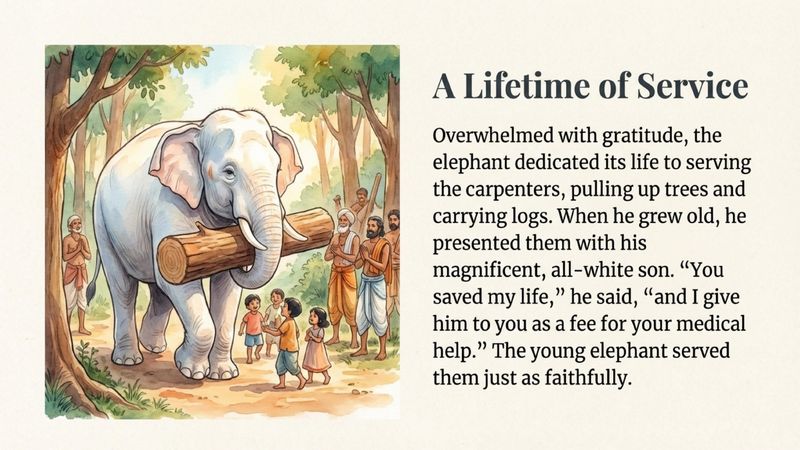 A Lifetime of Service
Overwhelmed with gratitude, the
elephant dedicated its life to serving
the carpenters, pulling up trees and
carrying logs. When he grew old, he
presented them with his
magnificent, all-white son. “You
saved my life,” he said, “and I give
him to you as a fee for your medical
help.” The young elephant served
them just as faithfully.